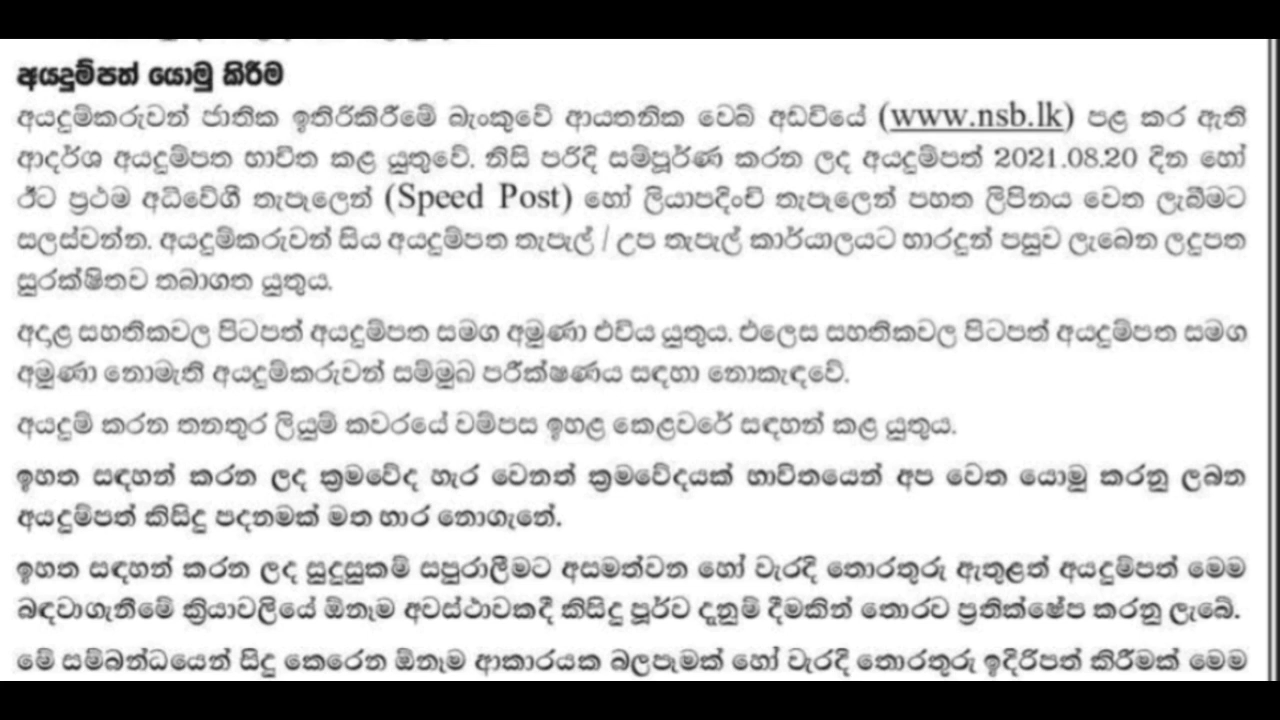 අයදුම්පත් යොමු කිරීම
අයදුම්කරුවන් ජාතික ඉතිරිකිරීමේ බැංකුවේ ආයතනික වෙබ් අඩවියේ (www.nsb.lk) පළ කර ඇති
ආදර්ශ අයදුම්පත භාවිත කළ යුතුවේ. නිසි පරිදි සම්පූර්ණ කරන ලද අයදුම්පත් 2021.08.20 දින හෝ
ඊට ප්‍රථම අධිවේගී තැපෑලෙන් (Speed Post) හෝ ලියාපදිංචි තැපෑලෙන් පහත ලිපිනය වෙත ලැබීමට
සලස්වන්න. අයදුම්කරුවන් සිය අයදුම්පත තැපැල් / උප තැපැල් කාර්යාලයට භාරදුන් පසුව ලැබෙන ලදුපත
සුරක්ෂිතව තබාගත යුතුය.
අදාළ සහතිකවල පිටපත් අයදුම්පත සමග අමුණා එවිය යුතුය. එලෙස සහතිකවල පිටපත් අයදුම්පත සමග
අමුණා නොමැති අයදුම්කරුවන් සම්මුඛ පරීක්ෂණය සඳහා නොකැඳවේ.
අයදුම් කරන තනතුර ලියුම් කවරයේ වම්පස ඉහළ කෙළවරේ සඳහන් කළ යුතුය.
ඉහත සඳහන් කරන ලද ක්‍රමවේද හැර වෙනත් ක්‍රමවේදයක් භාවිතයෙන් අප වෙත යොමු කරනු ලබන
අයදුම්පත් කිසිදු පදනමක් මත භාර නොගැනේ.
ඉහත සඳහන් කරන ලද සුදුසුකම් සපුරාලීමට අසමත්වන හෝ වැරදි තොරතුරු ඇතුළත් අයදුම්පත් මෙම
බඳවාගැනීමේ ක්‍රියාවලියේ ඕනෑම අවස්ථාවකදී කිසිදු පූර්ව දැනුම් දීමකින් තොරව ප්‍රතික්ෂේප කරනු ලැබේ.
මේ සම්බන්ධයෙන් සිදු කෙරෙන ඕනෑම ආකාරයක බලපෑමක් හෝ වැරදි තොරතුරු ඉදිරිපත් කිරීමක් මෙම